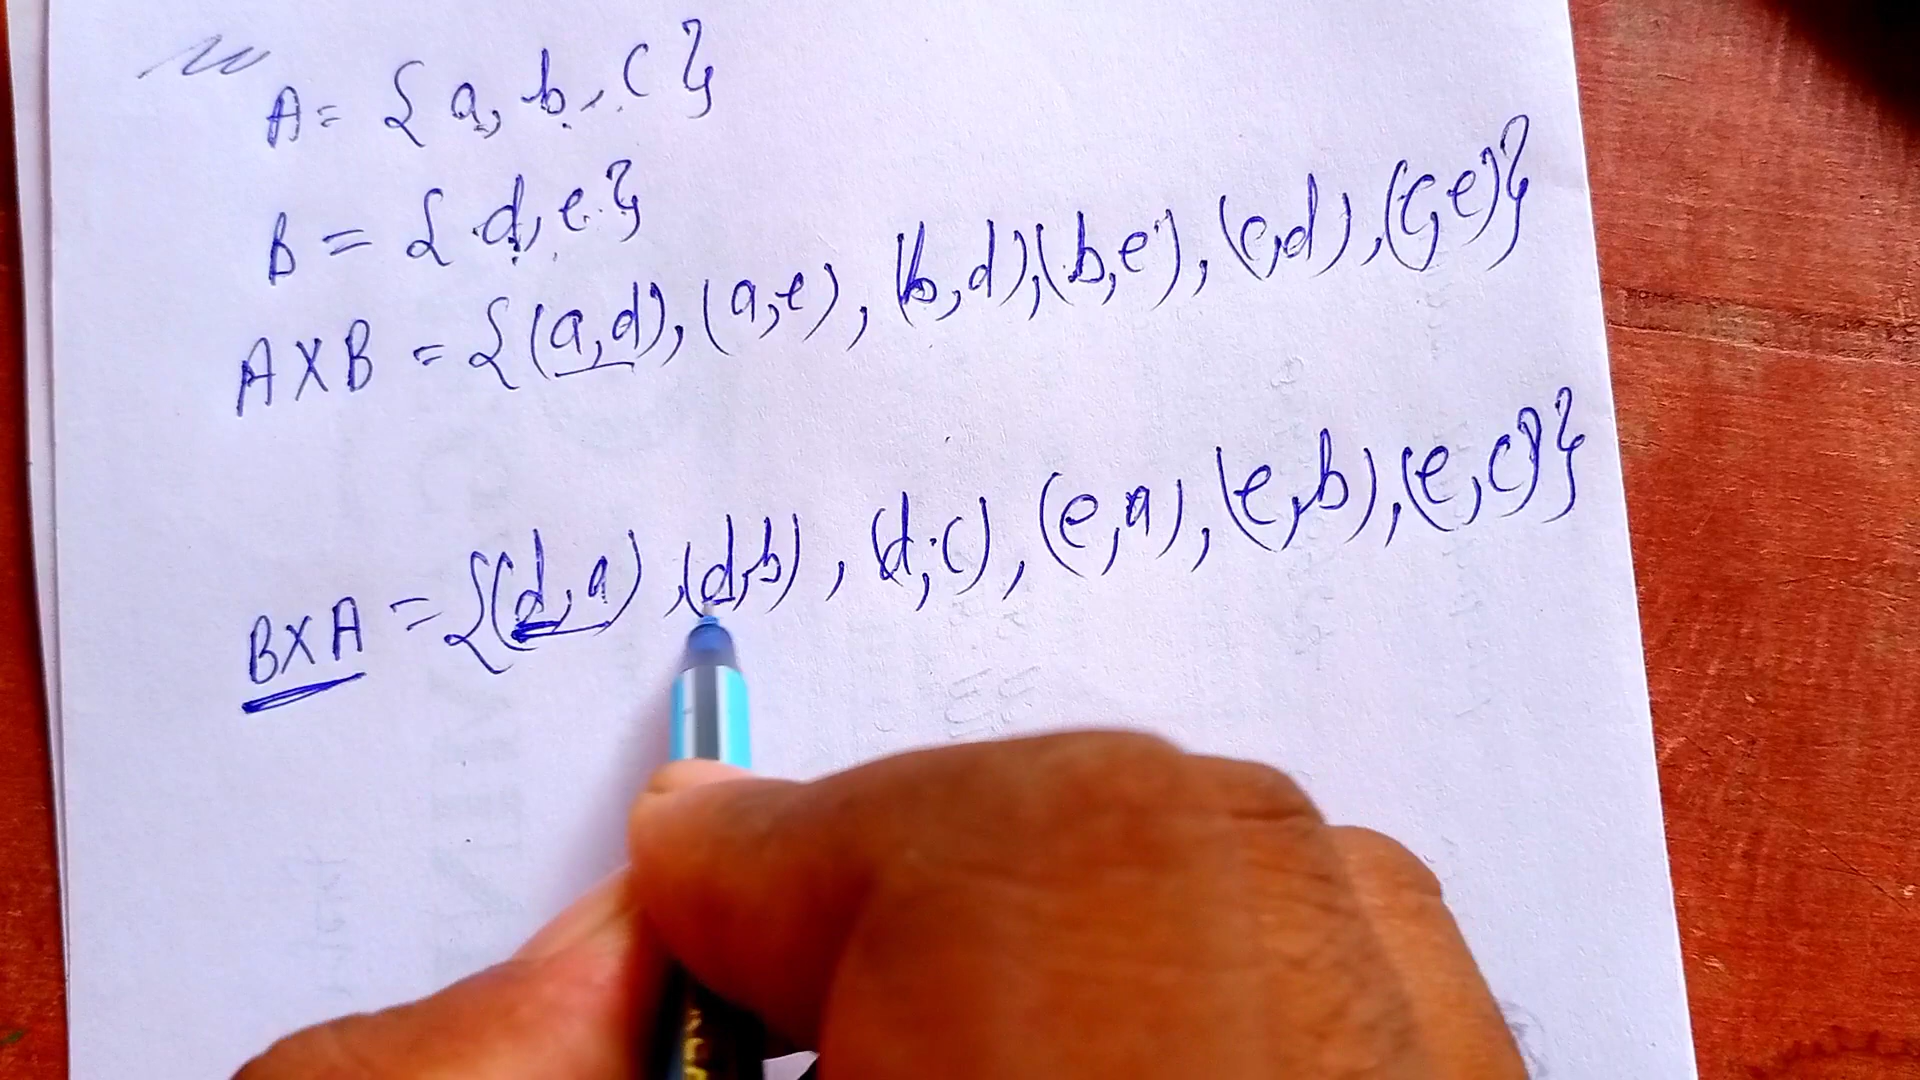 A = { a, b, c }
B = { d, e }
A X B = {(a,d), (a,e), (b,d),(b,e), (c,d), (c,e)}
B X A = {(d,a), (d,b), (d,c), (e,a), (e,b), (e,c)}